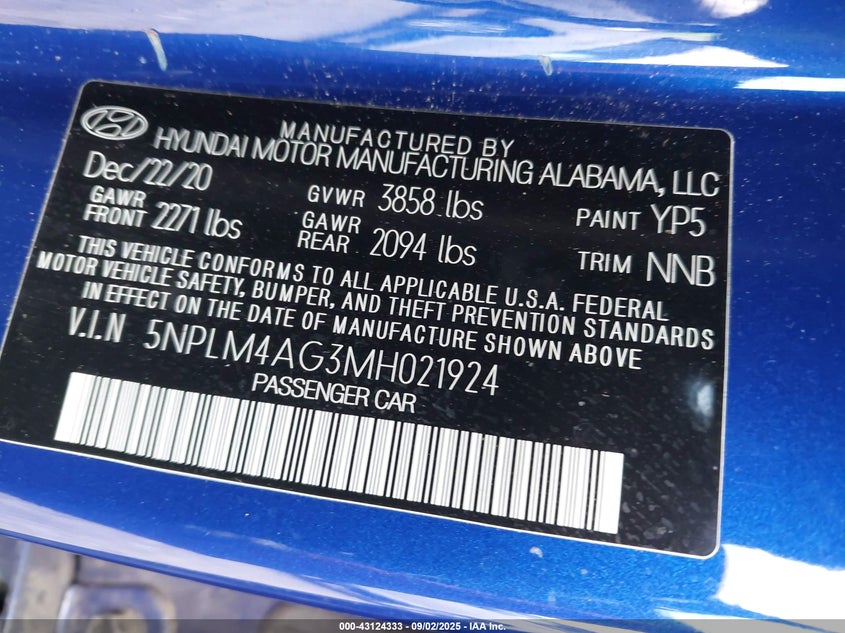 MANUFACTURED BY
HYUNDAI MOTOR MANUFACTURING ALABAMA, LLC
Dec/22/20 GVWR 3858 lbs PAINT YP5
GAWR FRONT 2271 lbs GAWR REAR 2094 lbs TRIM NNB
THIS VEHICLE CONFORMS TO ALL APPLICABLE U.S.A. FEDERAL
MOTOR VEHICLE SAFETY, BUMPER, AND THEFT PREVENTION STANDARDS
IN EFFECT ON THE DATE OF MANUFACTURE SHOWN ABOVE
V.I.N 5NPLM4AG3MH021924
PASSENGER CAR
000-43124333 - 09/02/2025 - IAA Inc.